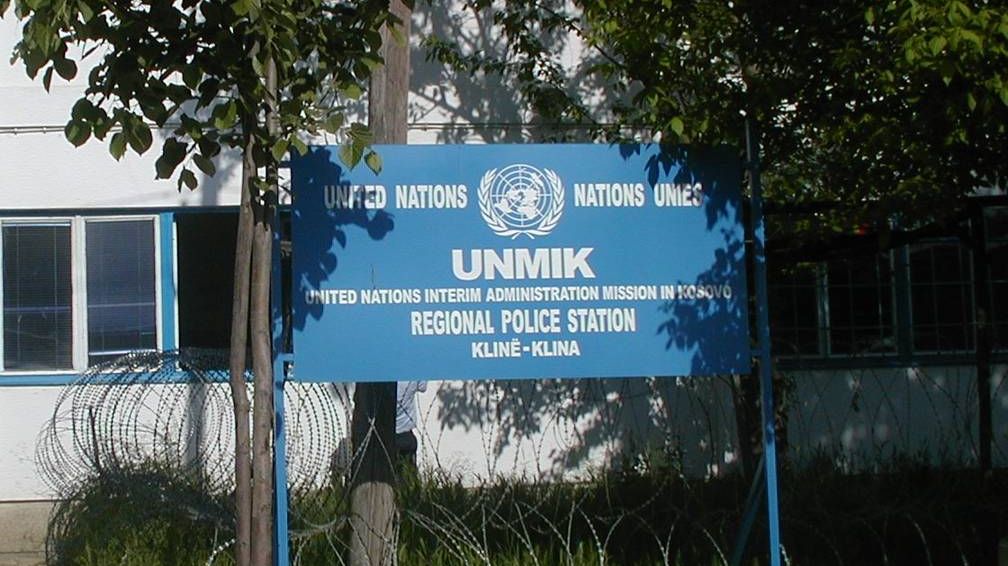 UNITED NATIONS NATIONS UNIES
UNMIK
UNITED NATIONS INTERIM ADMINISTRATION MISSION IN KOSOVO
REGIONAL POLICE STATION
KLINË - KLINA